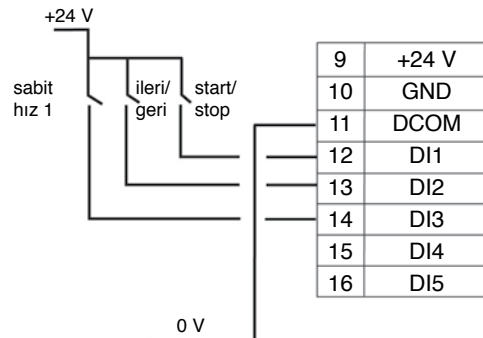 +24 V
sabit
hız 1
ileri/
geri
start/
stop
9 +24 V
10 GND
11 DCOM
12 DI1
13 DI2
14 DI3
15 DI4
16 DI5
0 V